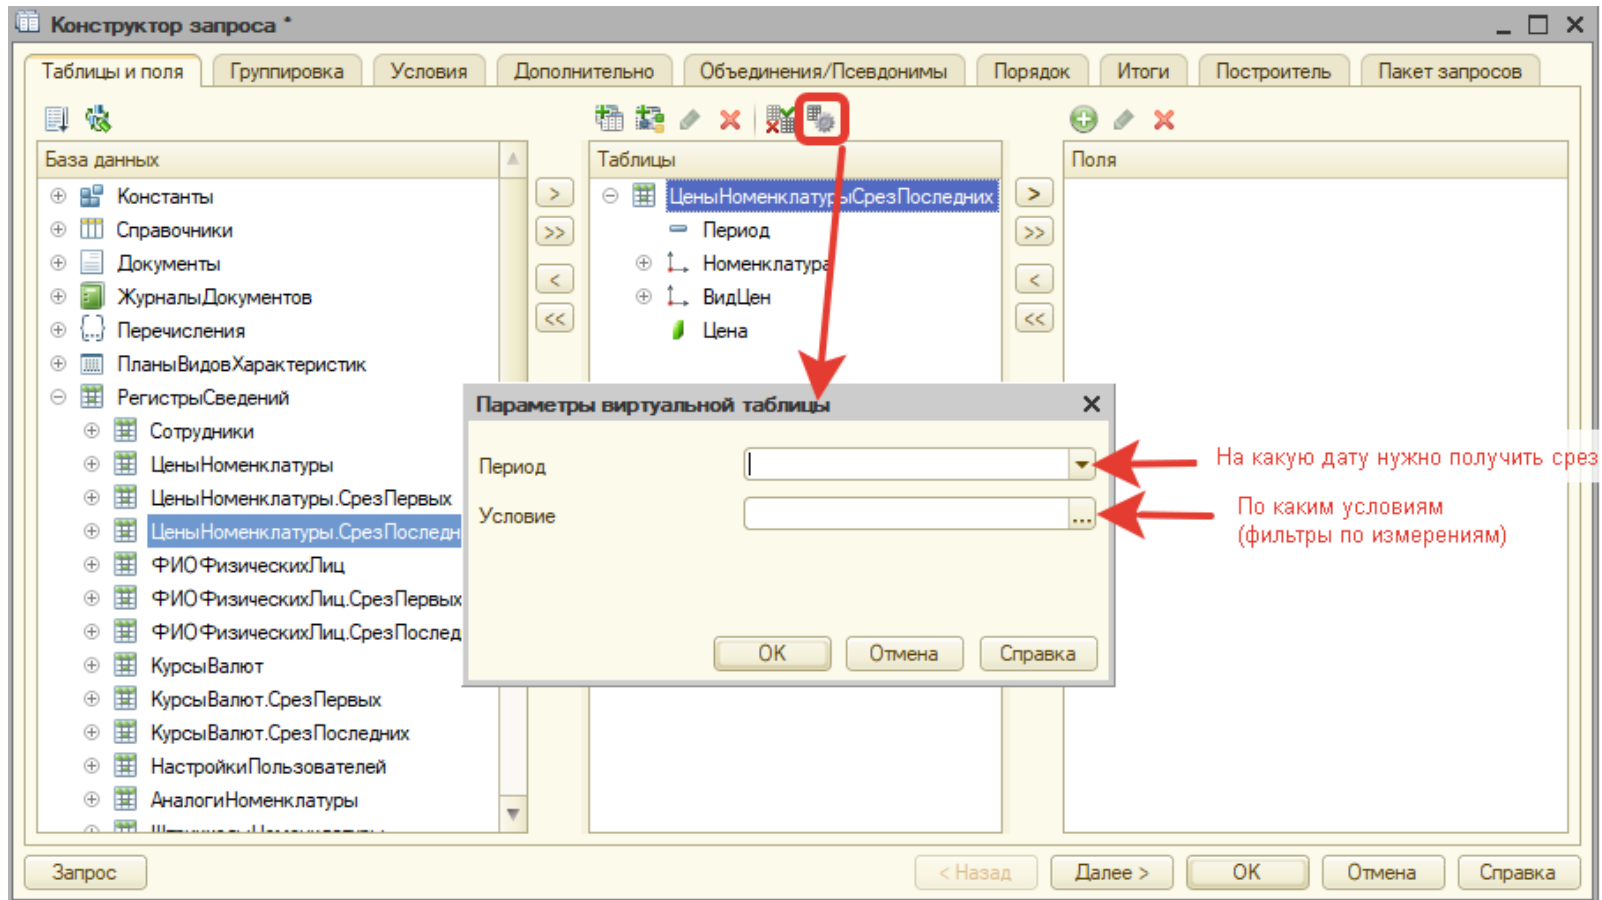 Конструктор запроса *
Таблицы и поля Группировка Условия Дополнительно Объединения/Псевдонимы Порядок Итоги Построитель Пакет запросов
База данных
Константы
Справочники
Документы
ЖурналыДокументов
Перечисления
ПланыВидовХарактеристик
РегистрыСведений
Сотрудники
ЦеныНоменклатуры
ЦеныНоменклатуры.СрезПервых
ЦеныНоменклатуры.СрезПоследн
ФИОФизическихЛиц
ФИОФизическихЛиц.СрезПервых
ФИОФизическихЛиц.СрезПослед
КурсыВалют
КурсыВалют.СрезПервых
КурсыВалют.СрезПоследних
НастройкиПользователей
АналогиНоменклатуры
> >> < <<
Таблицы
ЦеныНоменклатурыСрезПоследних
Период
Номенклатура
ВидЦен
Цена
> >> < <<
Поля
Параметры виртуальной таблицы
Период
Условие
...
ОК Отмена Справка
На какую дату нужно получить срез
По каким условиям
(фильтры по измерениям)
Запрос < Назад Далее > ОК Отмена Справка